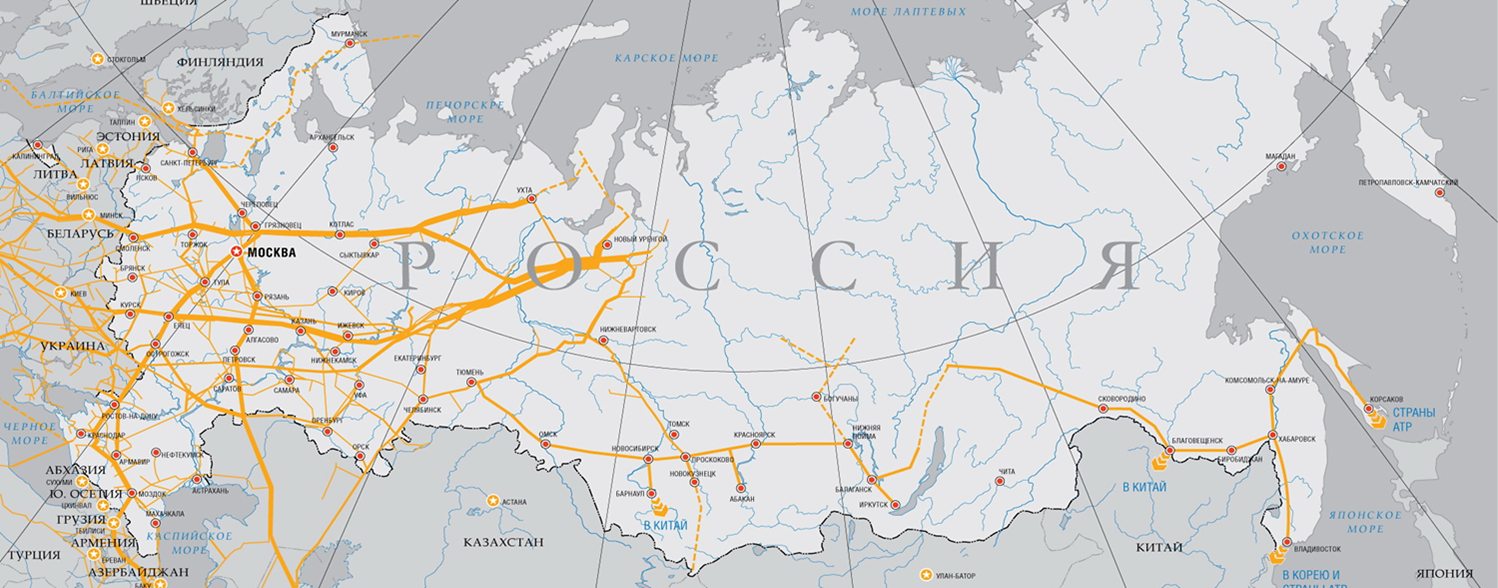 ШВЕЦИЯ
МОРЕ ЛАПТЕВЫХ
МУРМАНСК
СТОКГОЛЬМ
ФИНЛЯНДИЯ
КАРСКОЕ МОРЕ
БАЛТИЙСКОЕ
МОРЕ
ХЕЛЬСИНКИ
ПЕЧОРСКРЕ
МОРЕ
ТАЛЛИН
ЭСТОНИЯ
АРХАНГЕЛЬСК
КАЛИНИНГРАД
РИГА
ЛАТВИЯ
САНКТ-ПЕТЕРБУРГ
МАГАДАН
ЛИТВА
ПСКОВ
ПЕТРОПАВЛОВСК-КАМЧАТСКИЙ
ВИЛЬНЮС
УХТА
МИНСК
ЧЕРЕПОВЕЦ
ГРЯЗОВЕЦ
КОТЛАС
БЕЛАРУСЬ
СМОЛЕНСК
ТОРЖОК
СЫКТЫВКАР
НОВЫЙ УРЕНГОЙ
ОХОТСКОЕ
МОРЕ
МОСКВА
РОССИЯ
БРЯНСК
ТУЛА
КИЕВ
РЯЗАНЬ
КИРОВ
КУРСК
ЕЛЕЦ
КАЗАНЬ
ИЖЕВСК
НИЖНЕВАРТОВСК
УКРАИНА
ОСТРОГОЖСК
АЛГАСОВО
ПЕТРОВСК
НИЖНЕКАМСК
ЕКАТЕРИНБУРГ
ТЮМЕНЬ
САРАТОВ
САМАРА
УФА
КОМСОМОЛЬСК-НА-АМУРЕ
БОГУЧАНЫ
СКОВОРОДИНО
КОРСАКОВ
РОСТОВ-НА-ДОНУ
ЧЕЛЯБИНСК
СТРАНЫ
АТР
ЧЕРНОЕ
МОРЕ
КРАСНОДАР
ОРЕНБУРГ
ОМСК
ТОМСК
КРАСНОЯРСК
НИЖНЯЯ
ПОЙМА
БЛАГОВЕЩЕНСК
ХАБАРОВСК
АРМАВИР
НЕФТЕКУМСК
ОРСК
НОВОСИБИРСК
ПРОСКОКОВО
БИРОБИДЖАН
АБХАЗИЯ
СУХУМИ
НОВОКУЗНЕЦК
ЧИТА
Ю. ОСЕТИЯ
МОЗДОК
АСТРАХАНЬ
АСТАНА
БАРНАУЛ
АБАКАН
БАЛАГАНСК
ИРКУТСК
В КИТАЙ
ЦХИНВАЛ
ГРУЗИЯ
МАХАЧКАЛА
В КИТАЙ
ЯПОНСКОЕ
МОРЕ
ТБИЛИСИ
АРМЕНИЯ
КАСПИЙСКОЕ
МОРЕ
КАЗАХСТАН
КИТАЙ
ВЛАДИВОСТОК
ТУРЦИЯ
ЕРЕВАН
АЗЕРБАЙДЖАН
БАКУ
УЛАН-БАТОР
ЯПОНИЯ
В КОРЕЮ И
СТРАНЫ АТР